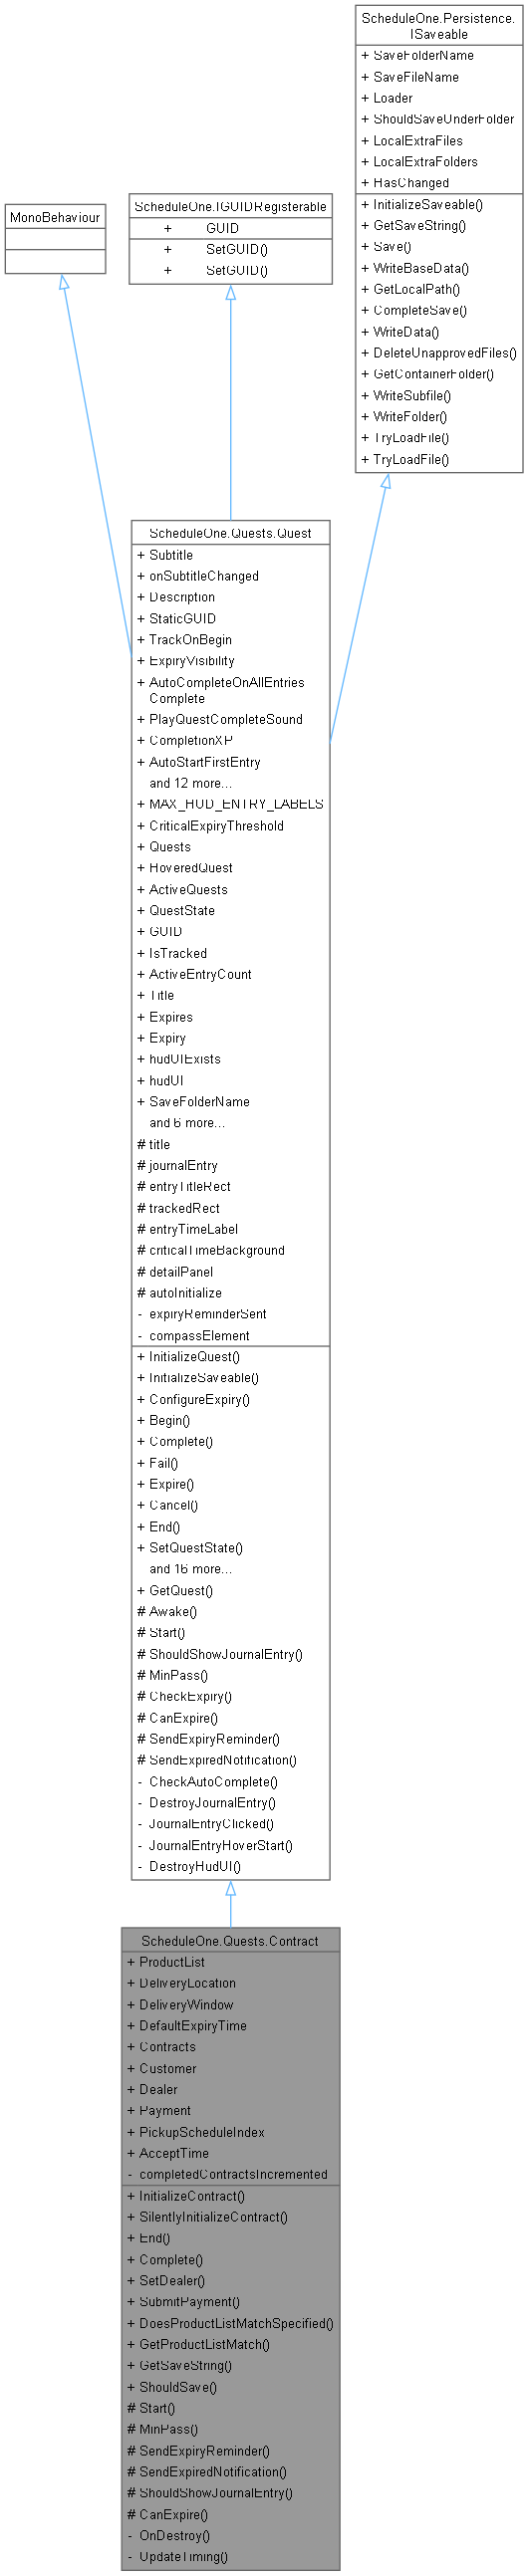 ScheduleOne.Persistence.
ISaveable
+ SaveFolderName
+ SaveFileName
+ Loader
+ ShouldSaveUnderFolder
+ LocalExtraFiles
+ LocalExtraFolders
+ HasChanged
+ InitializeSaveable()
+ GetSaveString()
+ Save()
+ WriteBaseData()
+ GetLocalPath()
+ CompleteSave()
+ WriteData()
+ DeleteUnapprovedFiles()
+ GetContainerFolder()
+ WriteSubfile()
+ WriteFolder()
+ TryLoadFile()
+ TryLoadFile()
MonoBehaviour
ScheduleOne.IGUIDRegisterable
+ GUID
+ SetGUID()
+ SetGUID()
ScheduleOne.Quests.Quest
+ Subtitle
+ onSubtitleChanged
+ Description
+ StaticGUID
+ TrackOnBegin
+ ExpiryVisibility
+ AutoCompleteOnAllEntries
Complete
+ PlayQuestCompleteSound
+ CompletionXP
+ AutoStartFirstEntry
and 12 more...
+ MAX_HUD_ENTRY_LABELS
+ CriticalExpiryThreshold
+ Quests
+ HoveredQuest
+ ActiveQuests
+ QuestState
+ GUID
+ IsTracked
+ ActiveEntryCount
+ Title
+ Expires
+ Expiry
+ hudUIExists
+ hudUI
+ SaveFolderName
and 6 more...
# title
# journalEntry
# entryTitleRect
# trackedRect
# entryTimeLabel
# criticalTimeBackground
# detailPanel
# autoInitialize
- expiryReminderSent
- compassElement
+ InitializeQuest()
+ InitializeSaveable()
+ ConfigureExpiry()
+ Begin()
+ Complete()
+ Fail()
+ Expire()
+ Cancel()
+ End()
+ SetQuestState()
and 16 more...
+ GetQuest()
# Awake()
# Start()
# ShouldShowJournalEntry()
# MinPass()
# CheckExpiry()
# CanExpire()
# SendExpiryReminder()
# SendExpiredNotification()
- CheckAutoComplete()
- DestroyJournalEntry()
- JournalEntryClicked()
- JournalEntryHoverStart()
- DestroyHudUI()
ScheduleOne.Quests.Contract
+ ProductList
+ DeliveryLocation
+ DeliveryWindow
+ DefaultExpiryTime
+ Contracts
+ Customer
+ Dealer
+ Payment
+ PickupScheduleIndex
+ AcceptTime
- completedContractsIncremented
+ InitializeContract()
+ SilentlyInitializeContract()
+ End()
+ Complete()
+ SetDealer()
+ SubmitPayment()
+ DoesProductListMatchSpecified()
+ GetProductListMatch()
+ GetSaveString()
+ ShouldSave()
# Start()
# MinPass()
# SendExpiryReminder()
# SendExpiredNotification()
# ShouldShowJournalEntry()
# CanExpire()
- OnDestroy()
- UpdateTiming()